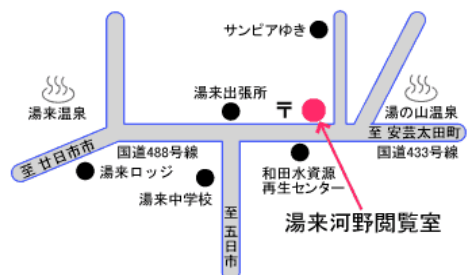 サンピアゆき
湯来温泉
湯来出張所
〒
湯の山温泉
至 安芸太田町
国道488号線
国道433号線
至 廿日市市
湯来ロッジ
湯来中学校
和田水資源
再生センター
至 五日市
湯来河野閲覧室